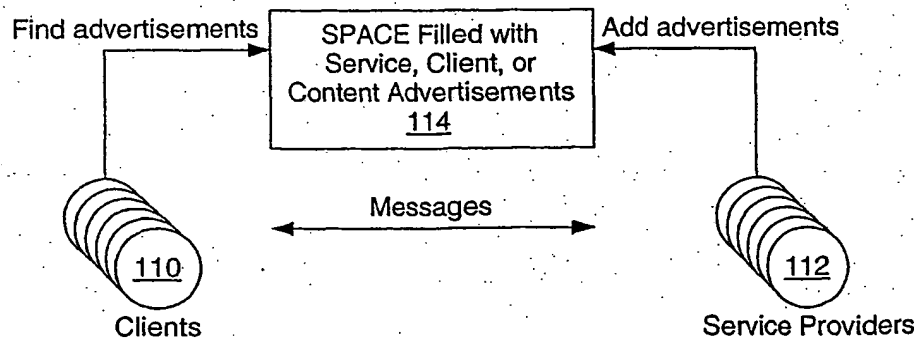 Find advertisements
SPACE Filled with
Service, Client, or
Content Advertisements
114
Add advertisements
Messages
110
112
Clients
Service Providers